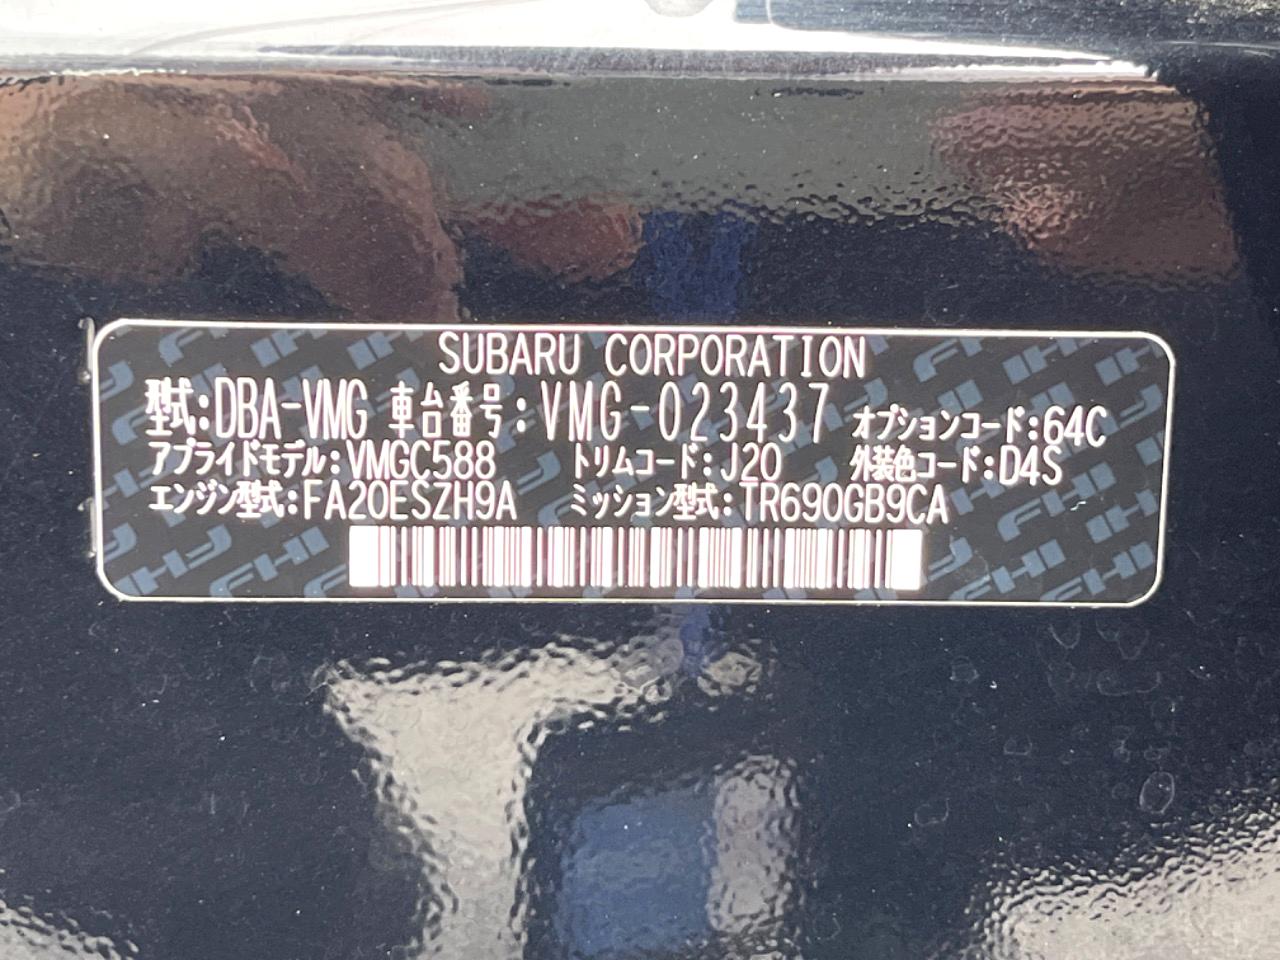 SUBARU CORPORATION
型式:DBA-VMG 車台番号:VMG-023437 オプションコード:64C
アプライドモデル:VMGC588 トリムコード:J20 外装色コード:D4S
エンジン型式:FA20ESZH9A ミッション型式:TR690GB9CA